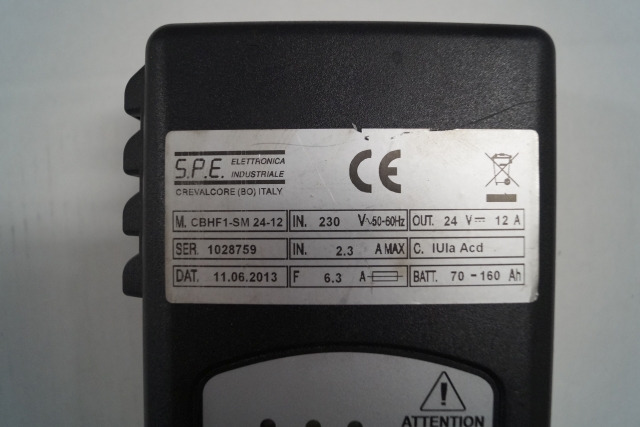 S.P.E. ELETTRONICA INDUSTRIALE
CREVALCORE (BO) ITALY
CE
M. CBHF1-SM 24-12 IN. 230 V~50-60Hz OUT. 24 V⎓ 12 A
SER. 1028759 IN. 2.3 A MAX C. IUIa Acd
DAT. 11.06.2013 F 6.3 A BATT. 70-160 Ah
ATTENTION